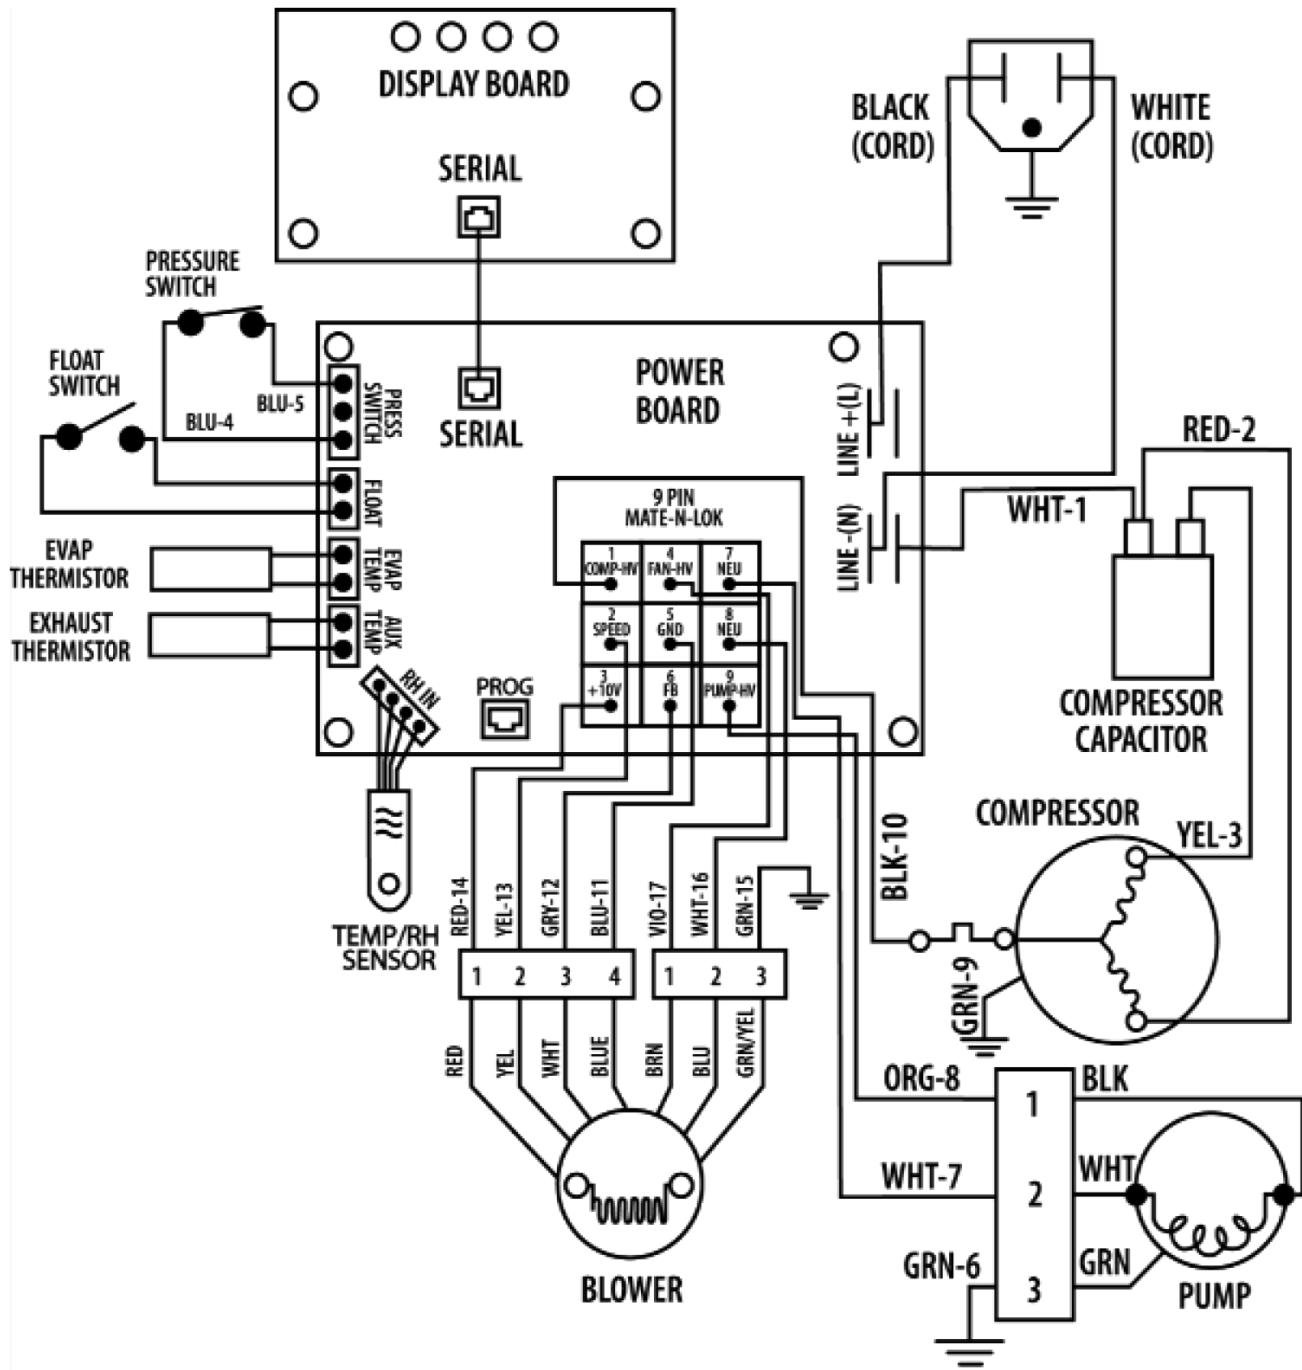 DISPLAY BOARD
SERIAL
BLACK
(CORD)
WHITE
(CORD)
PRESSURE
SWITCH
FLOAT
SWITCH
BLU-5
BLU-4
PRESS
SWITCH
FLOAT
EVAP
TEMP
AUX
TEMP
EVAP
THERMISTOR
EXHAUST
THERMISTOR
RH IN
TEMP/RH
SENSOR
SERIAL
POWER
BOARD
PROG
9 PIN
MATE-N-LOK
1
COMP-HV
4
FAN-HV
7
NEU
2
SPEED
5
GND
8
NEU
3
+10V
6
FB
9
PUMP-HV
LINE +(L)
LINE -(N)
WHT-1
RED-2
COMPRESSOR
CAPACITOR
COMPRESSOR
YEL-3
BLK-10
GRN-9
RED-14
YEL-13
GRY-12
BLU-11
VIO-17
WHT-16
GRN-15
1 2 3 4
1 2 3
RED
YEL
WHT
BLUE
BRN
BLU
GRN/YEL
BLOWER
ORG-8
WHT-7
GRN-6
1
2
3
BLK
WHT
GRN
PUMP